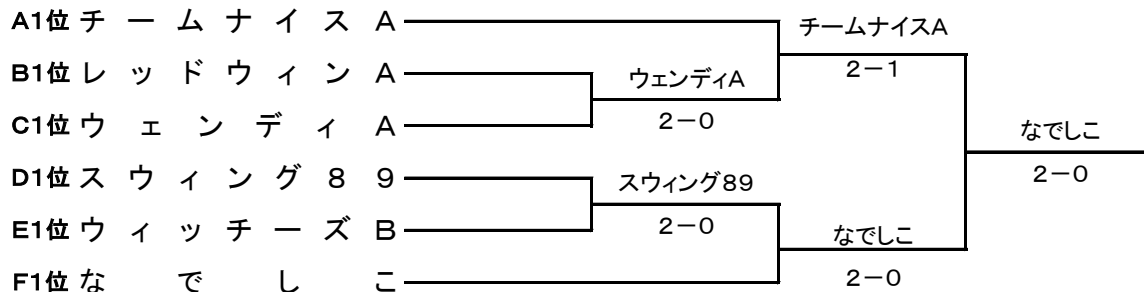 A1位 チームナイスA
チームナイスA
B1位 レッドウィンA
ウェンディA
2−1
C1位 ウェンディA
2−0
なでしこ
D1位 スウィング89
スウィング89
2−0
E1位 ウィッチーズB
2−0
なでしこ
F1位 なでしこ
2−0